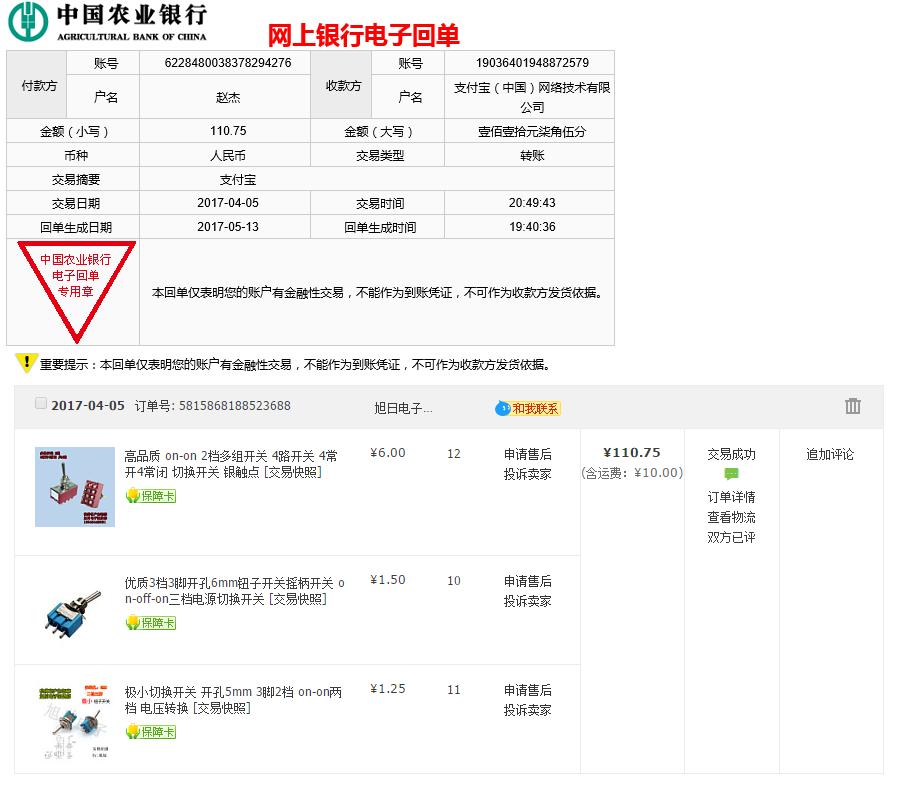 中国农业银行
AGRICULTURAL BANK OF CHINA
网上银行电子回单
付款方 账号 6228480038378294276 收款方 账号 19036401948872579
户名 赵杰 户名 支付宝（中国）网络技术有限公司
金额（小写） 110.75 金额（大写） 壹佰壹拾元柒角伍分
币种 人民币 交易类型 转账
交易摘要 支付宝
交易日期 2017-04-05 交易时间 20:49:43
回单生成日期 2017-05-13 回单生成时间 19:40:36
中国农业银行
电子回单
专用章
本回单仅表明您的账户有金融性交易，不能作为到账凭证，不可作为收款方发货依据。
重要提示：本回单仅表明您的账户有金融性交易，不能作为到账凭证，不可作为收款方发货依据。
2017-04-05 订单号: 5815868188523688 旭日电子... 和我联系
高品质 on-on 2档多组开关 4路开关 4常 ¥6.00 12 申请售后 ¥110.75 交易成功 追加评论
开4常闭 切换开关 银触点 [交易快照] 投诉卖家 (含运费：¥10.00)
保障卡 订单详情
查看物流
双方已评
优质3档3脚开孔6mm钮子开关摇柄开关 o ¥1.50 10 申请售后
n-off-on三档电源切换开关 [交易快照] 投诉卖家
保障卡
极小切换开关 开孔5mm 3脚2档 on-on两 ¥1.25 11 申请售后
档 电压转换 [交易快照] 投诉卖家
保障卡